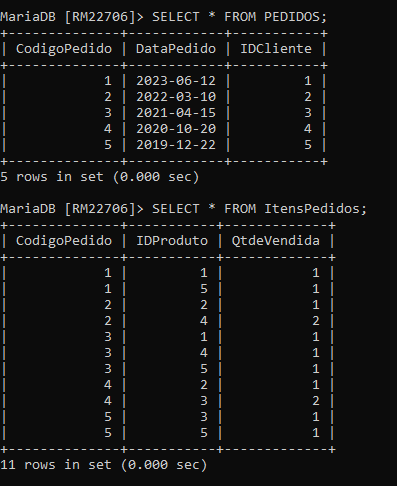 MariaDB [RM22706]> SELECT * FROM PEDIDOS;
+--------------+------------+-----------+
| CodigoPedido | DataPedido | IDCliente |
+--------------+------------+-----------+
|            1 | 2023-06-12 |         1 |
|            2 | 2022-03-10 |         2 |
|            3 | 2021-04-15 |         3 |
|            4 | 2020-10-20 |         4 |
|            5 | 2019-12-22 |         5 |
+--------------+------------+-----------+
5 rows in set (0.000 sec)

MariaDB [RM22706]> SELECT * FROM ItensPedidos;
+--------------+-----------+-------------+
| CodigoPedido | IDProduto | QtdeVendida |
+--------------+-----------+-------------+
|            1 |         1 |           1 |
|            1 |         5 |           1 |
|            2 |         2 |           1 |
|            2 |         4 |           2 |
|            3 |         1 |           1 |
|            3 |         4 |           1 |
|            3 |         5 |           1 |
|            4 |         2 |           1 |
|            4 |         3 |           2 |
|            5 |         3 |           1 |
|            5 |         5 |           1 |
+--------------+-----------+-------------+
11 rows in set (0.000 sec)